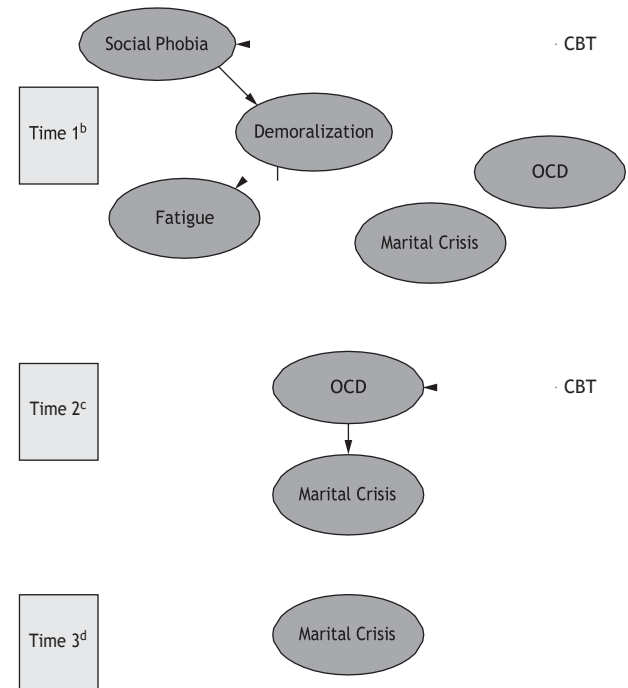 Social Phobia
CBT
Time 1ᵇ
Demoralization
OCD
Fatigue
Marital Crisis
OCD
CBT
Time 2ᶜ
Marital Crisis
Marital Crisis
Time 3ᵈ